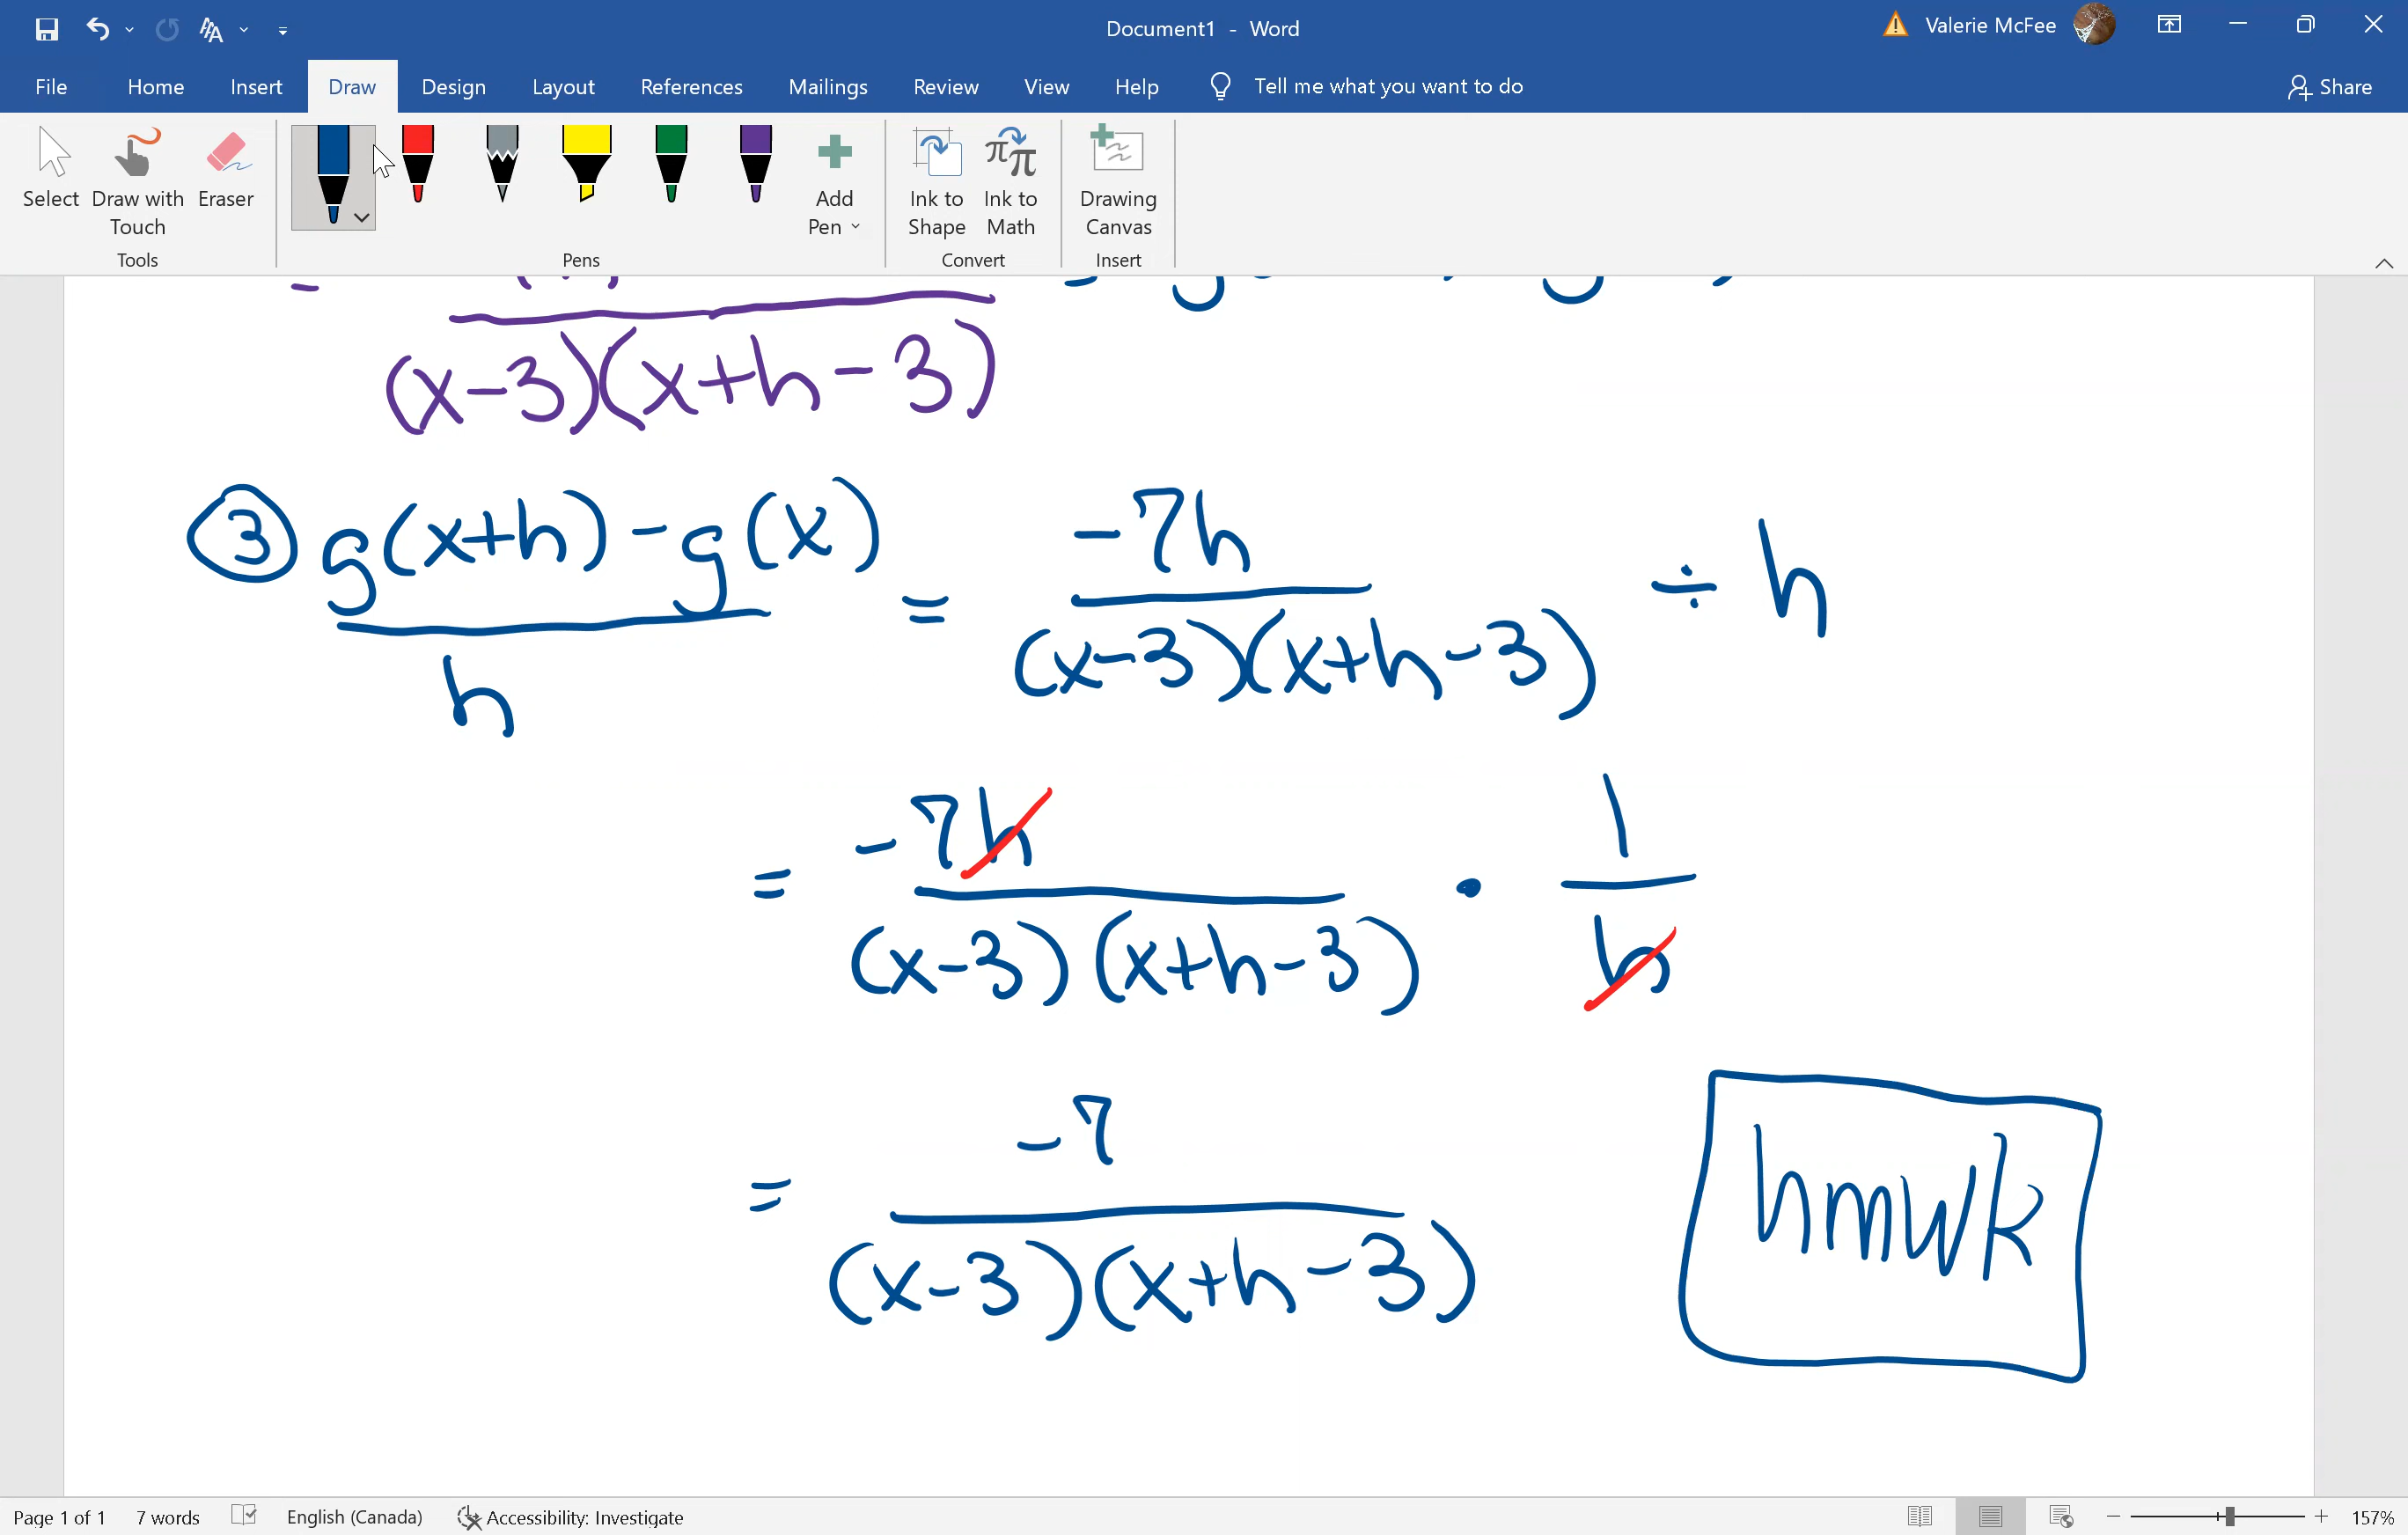 Document1 - Word
Valerie McFee
File Home Insert Draw Design Layout References Mailings Review View Help Tell me what you want to do Share
Select Draw with Touch Eraser Add Pen Ink to Shape Ink to Math Drawing Canvas
Tools Pens Convert Insert
(x-3)(x+h-3)
③ g(x+h)-g(x) = -7h ÷ h
h (x-3)(x+h-3)
= -7h • 1
(x-3)(x+h-3) h
= -7
(x-3)(x+h-3)
hmwk
Page 1 of 1 7 words English (Canada) Accessibility: Investigate 157%